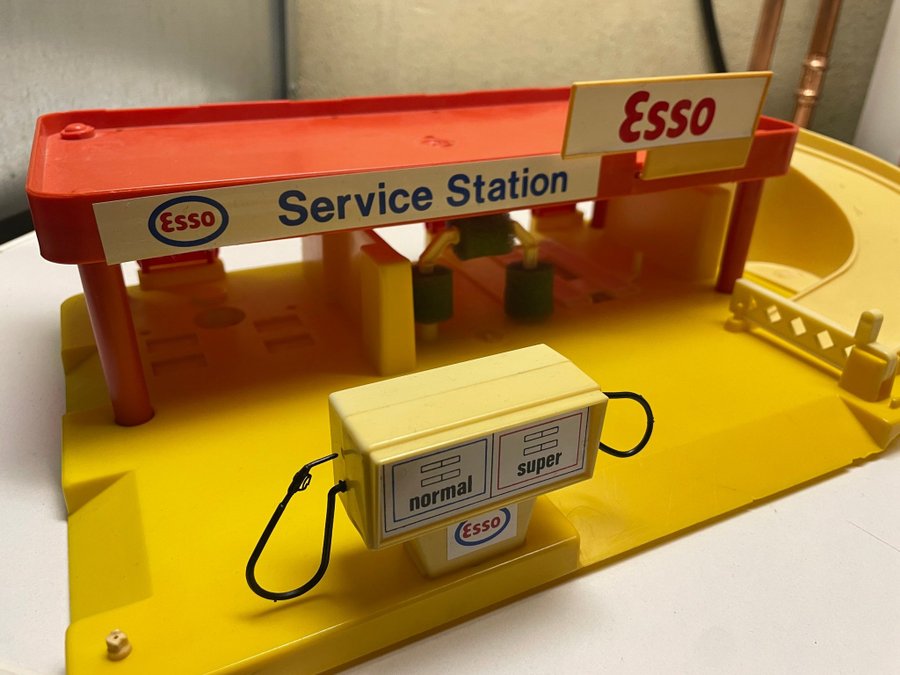 Esso
Esso Service Station
normal super
Esso